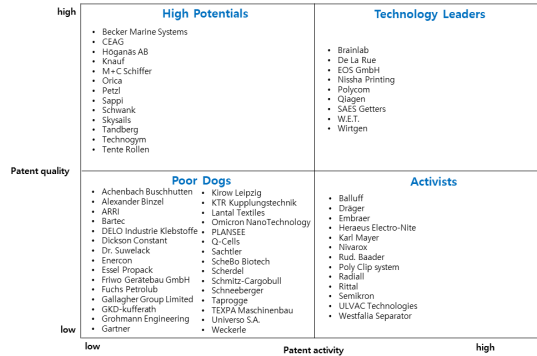 high
High Potentials
• Becker Marine Systems
• CEAG
• Höganäs AB
• Knauf
• M+C Schiffer
• Orica
• Petzl
• Sappi
• Schwank
• Skysails
• Tandberg
• Technogym
• Tente Rollen
Technology Leaders
• Brainlab
• De La Rue
• EOS GmbH
• Nissha Printing
• Polycom
• Qiagen
• SAES Getters
• W.E.T.
• Wirtgen
Patent quality
Poor Dogs
• Achenbach Buschhutten
• Alexander Binzel
• ARRI
• Bartec
• DELO Industrie Klebstoffe
• Dickson Constant
• Dr. Suwelack
• Enercon
• Essel Propack
• Friwo Gerätebau GmbH
• Fuchs Petrolub
• Gallagher Group Limited
• GKD-kufferath
• Grohmann Engineering
• Gartner
• Kirow Leipzig
• KTR Kupplungstechnik
• Lantal Textiles
• Omicron NanoTechnology
• PLANSEE
• Q-Cells
• Sachtler
• ScheBo Biotech
• Scherdel
• Schmitz-Cargobull
• Schneeberger
• Taprogge
• TEXPA Maschinenbau
• Universo S.A.
• Weckerle
Activists
• Balluff
• Dräger
• Embraer
• Heraeus Electro-Nite
• Karl Mayer
• Nivarox
• Rud. Baader
• Poly Clip system
• Radiall
• Rittal
• Semikron
• ULVAC Technologies
• Westfalia Separator
low
low
Patent activity
high